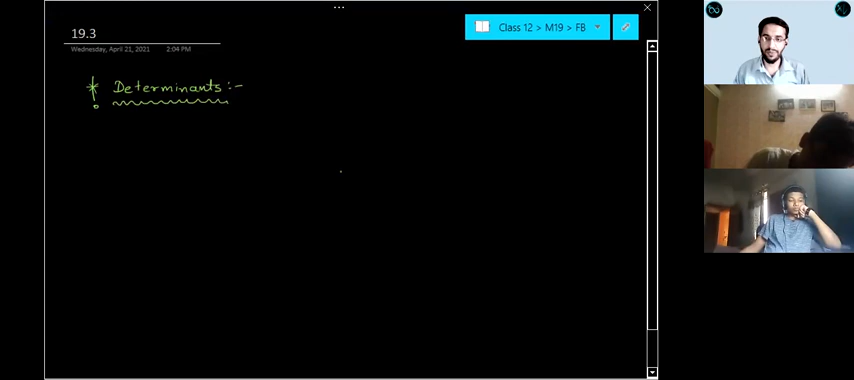 19.3
Class 12 > M19 > FB
Wednesday, April 21, 2021 2:04 PM
* Determinants :-